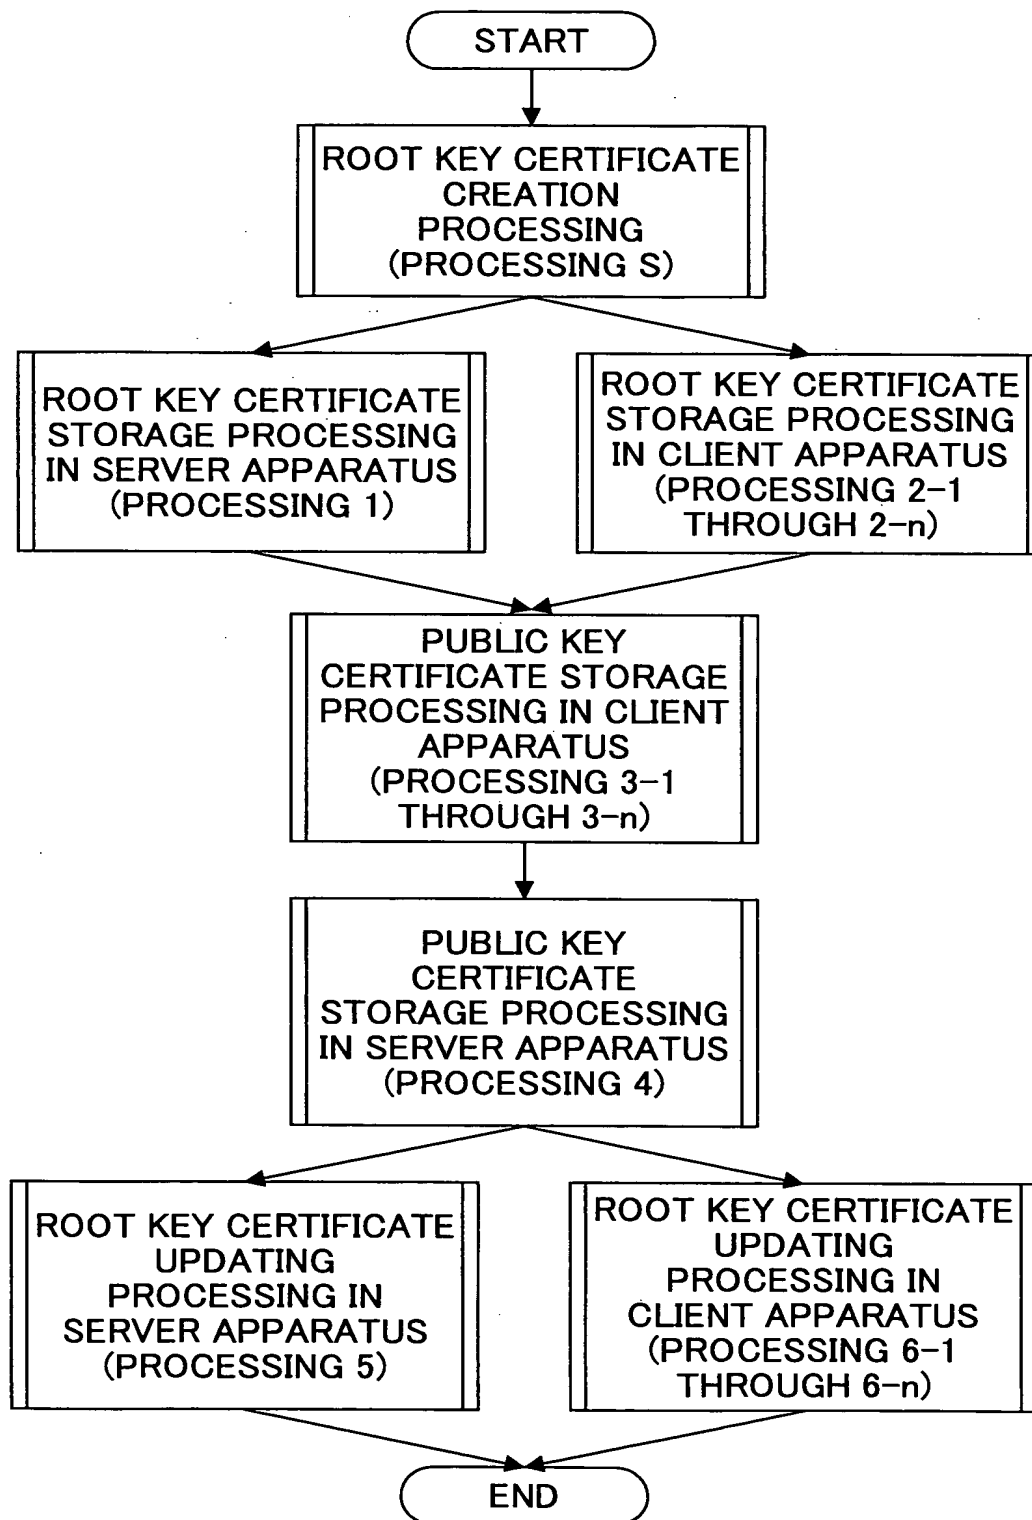 START
ROOT KEY CERTIFICATE
CREATION
PROCESSING
(PROCESSING S)
ROOT KEY CERTIFICATE
STORAGE PROCESSING
IN SERVER APPARATUS
(PROCESSING 1)
ROOT KEY CERTIFICATE
STORAGE PROCESSING
IN CLIENT APPARATUS
(PROCESSING 2-1
THROUGH 2-n)
PUBLIC KEY
CERTIFICATE STORAGE
PROCESSING IN CLIENT
APPARATUS
(PROCESSING 3-1
THROUGH 3-n)
PUBLIC KEY
CERTIFICATE
STORAGE PROCESSING
IN SERVER APPARATUS
(PROCESSING 4)
ROOT KEY CERTIFICATE
UPDATING
PROCESSING IN
SERVER APPARATUS
(PROCESSING 5)
ROOT KEY CERTIFICATE
UPDATING
PROCESSING IN
CLIENT APPARATUS
(PROCESSING 6-1
THROUGH 6-n)
END